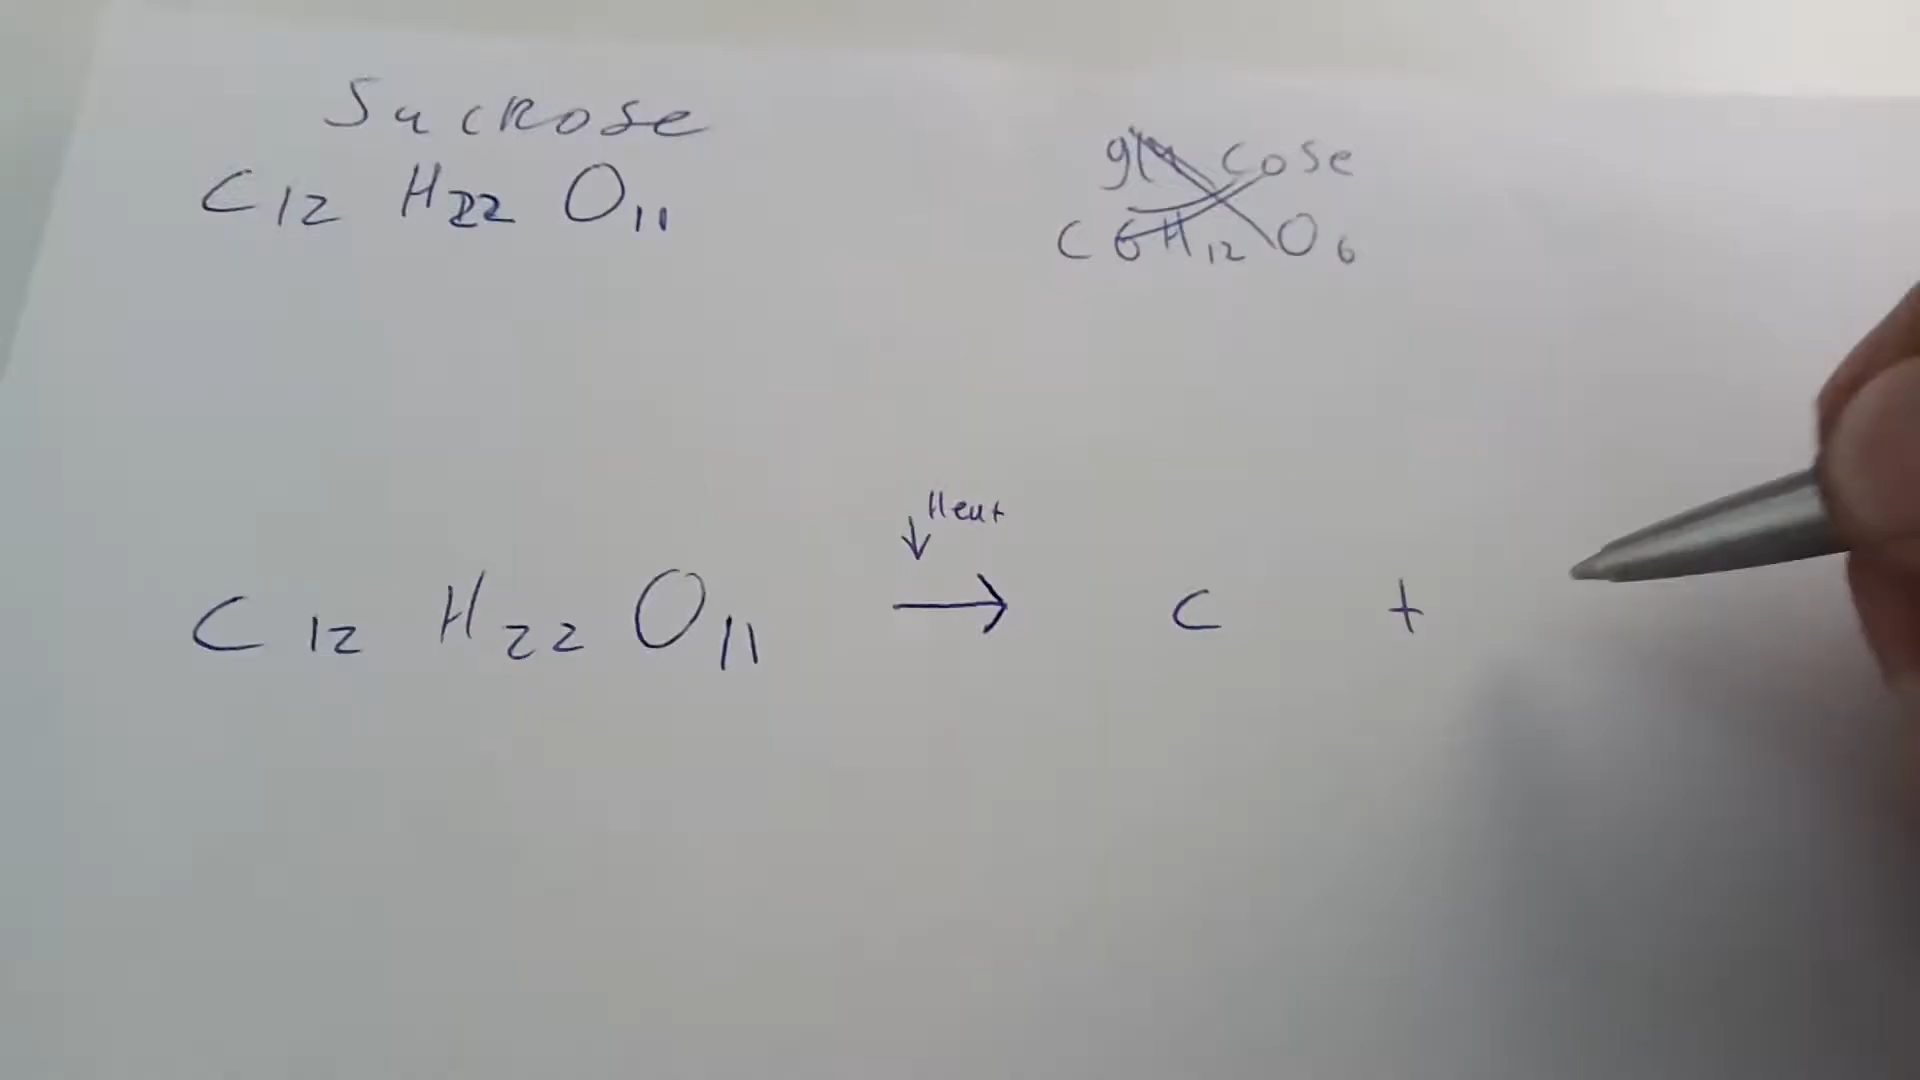 Sucrose
C12 H22 O11
glucose
C6H12O6
Heat
C12 H22 O11 → C +